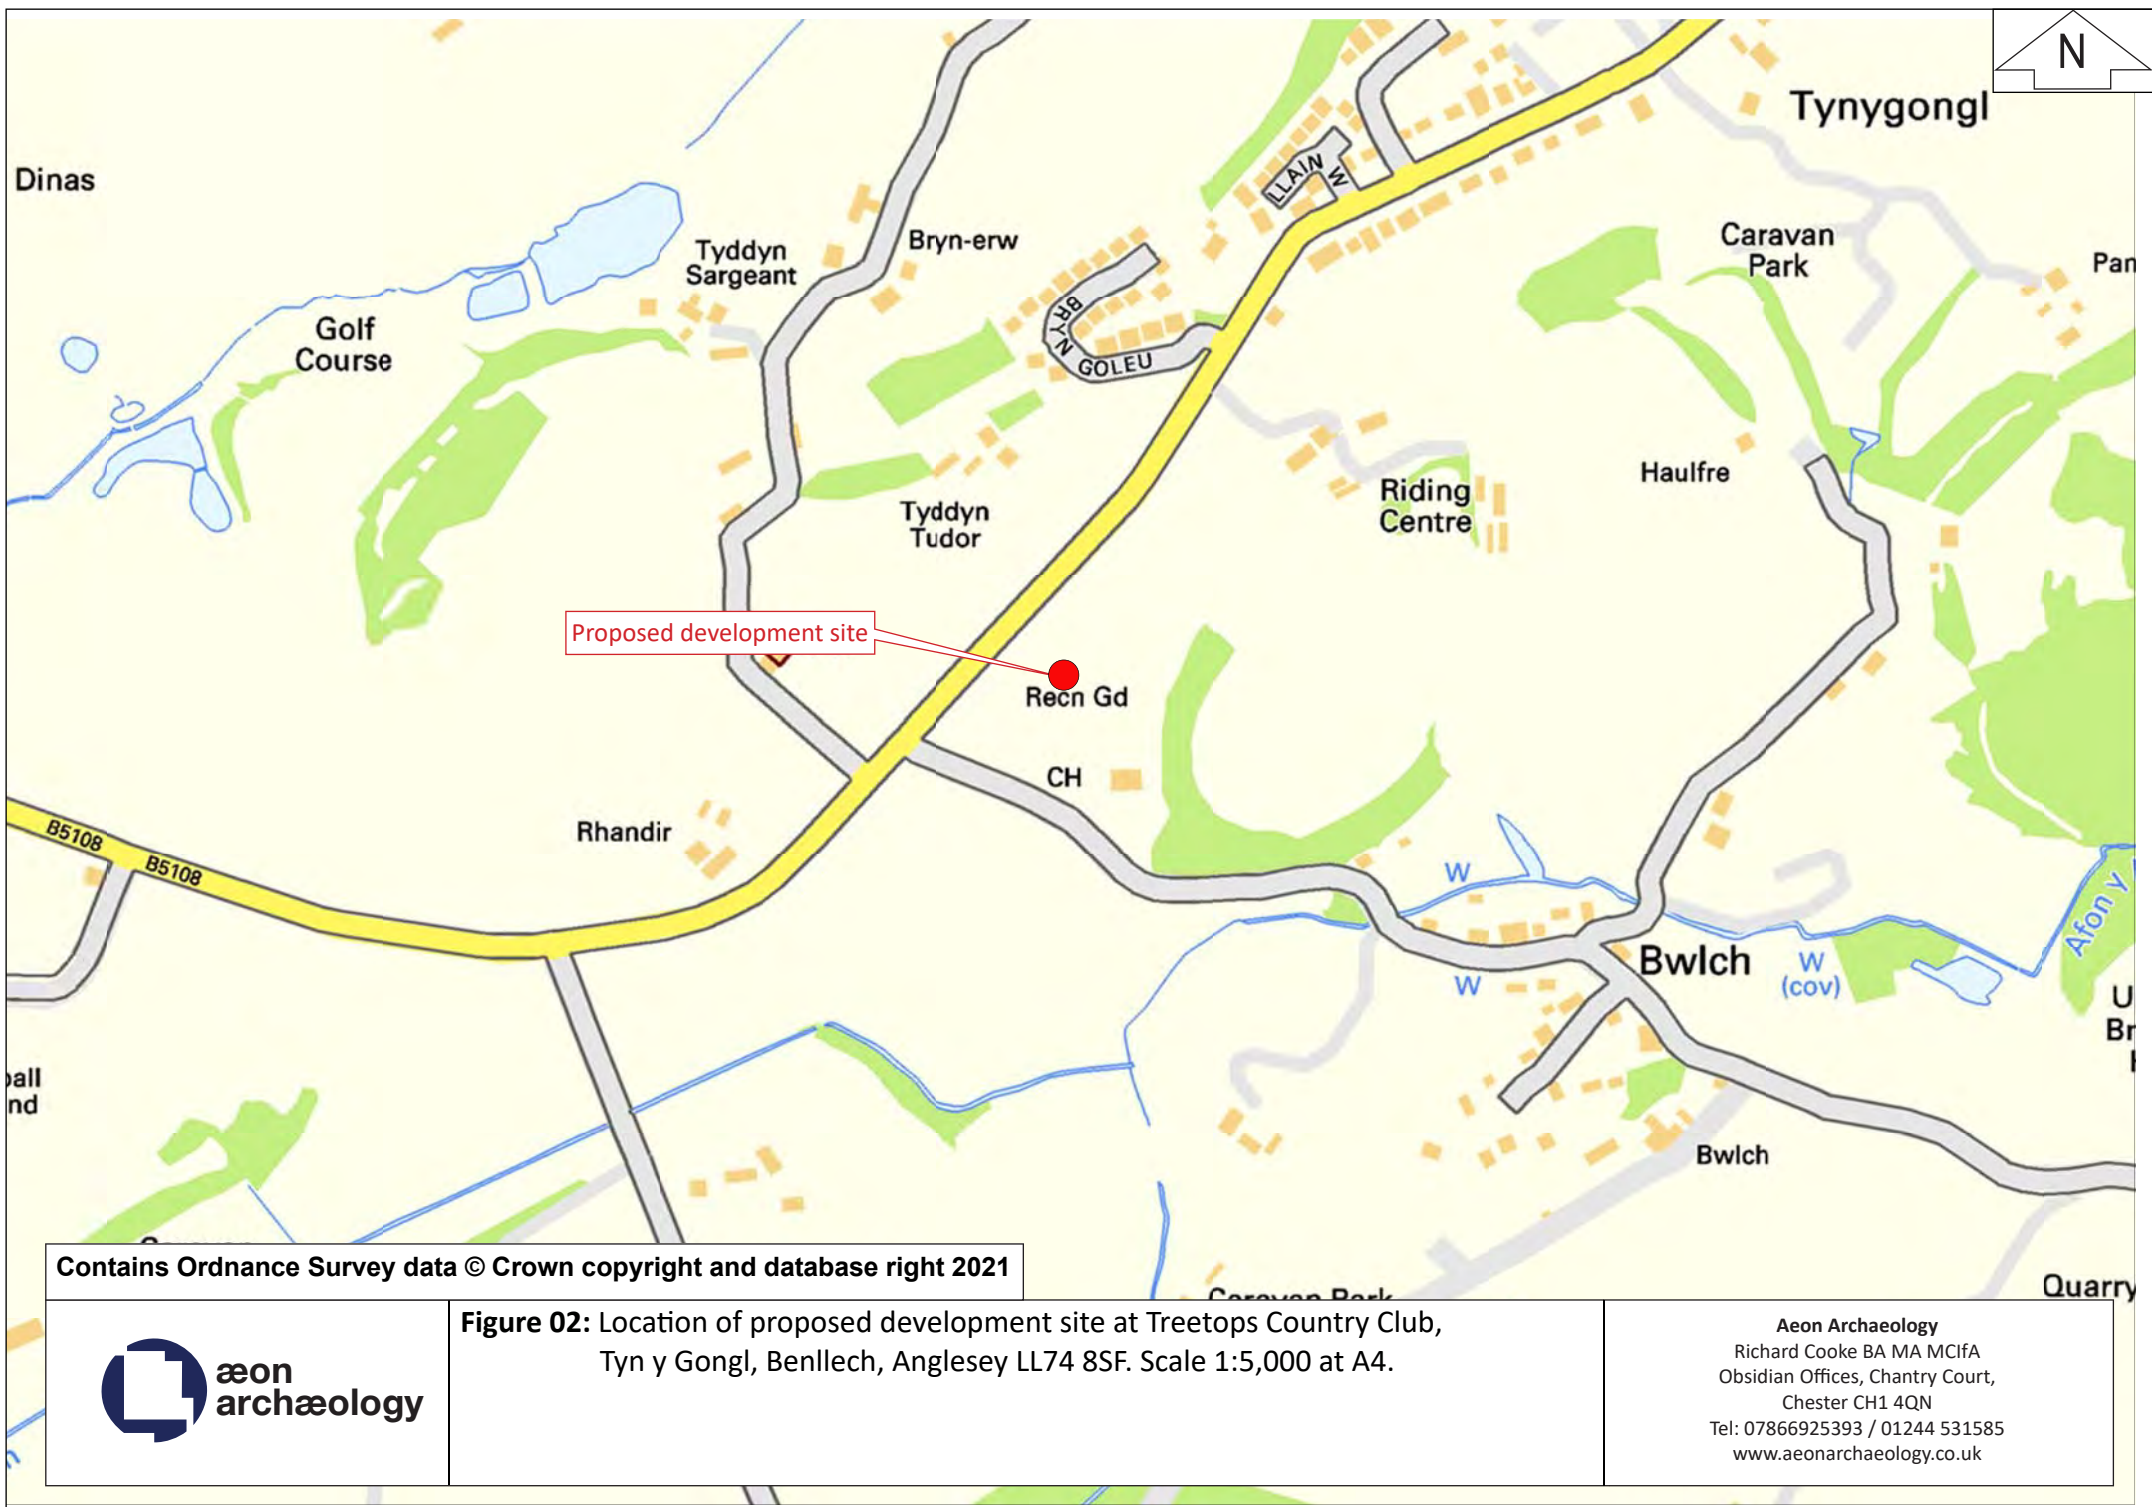 N
Tynygongl
Dinas
LLAIN W
Caravan
Park
Bryn-erw
Tyddyn
Sargeant
Golf
Course
BRYN GOLEU
Haulfre
Riding
Centre
Tyddyn
Tudor
Proposed development site
Recn Gd
CH
Rhandir
B5108
B5108
W
Afon y
Bwlch
W
(cov)
W
Bwlch
Quarry
Caravan Park
Contains Ordnance Survey data © Crown copyright and database right 2021
æon
archæology
Figure 02: Location of proposed development site at Treetops Country Club,
Tyn y Gongl, Benllech, Anglesey LL74 8SF. Scale 1:5,000 at A4.
Aeon Archaeology
Richard Cooke BA MA MCIfA
Obsidian Offices, Chantry Court,
Chester CH1 4QN
Tel: 07866925393 / 01244 531585
www.aeonarchaeology.co.uk